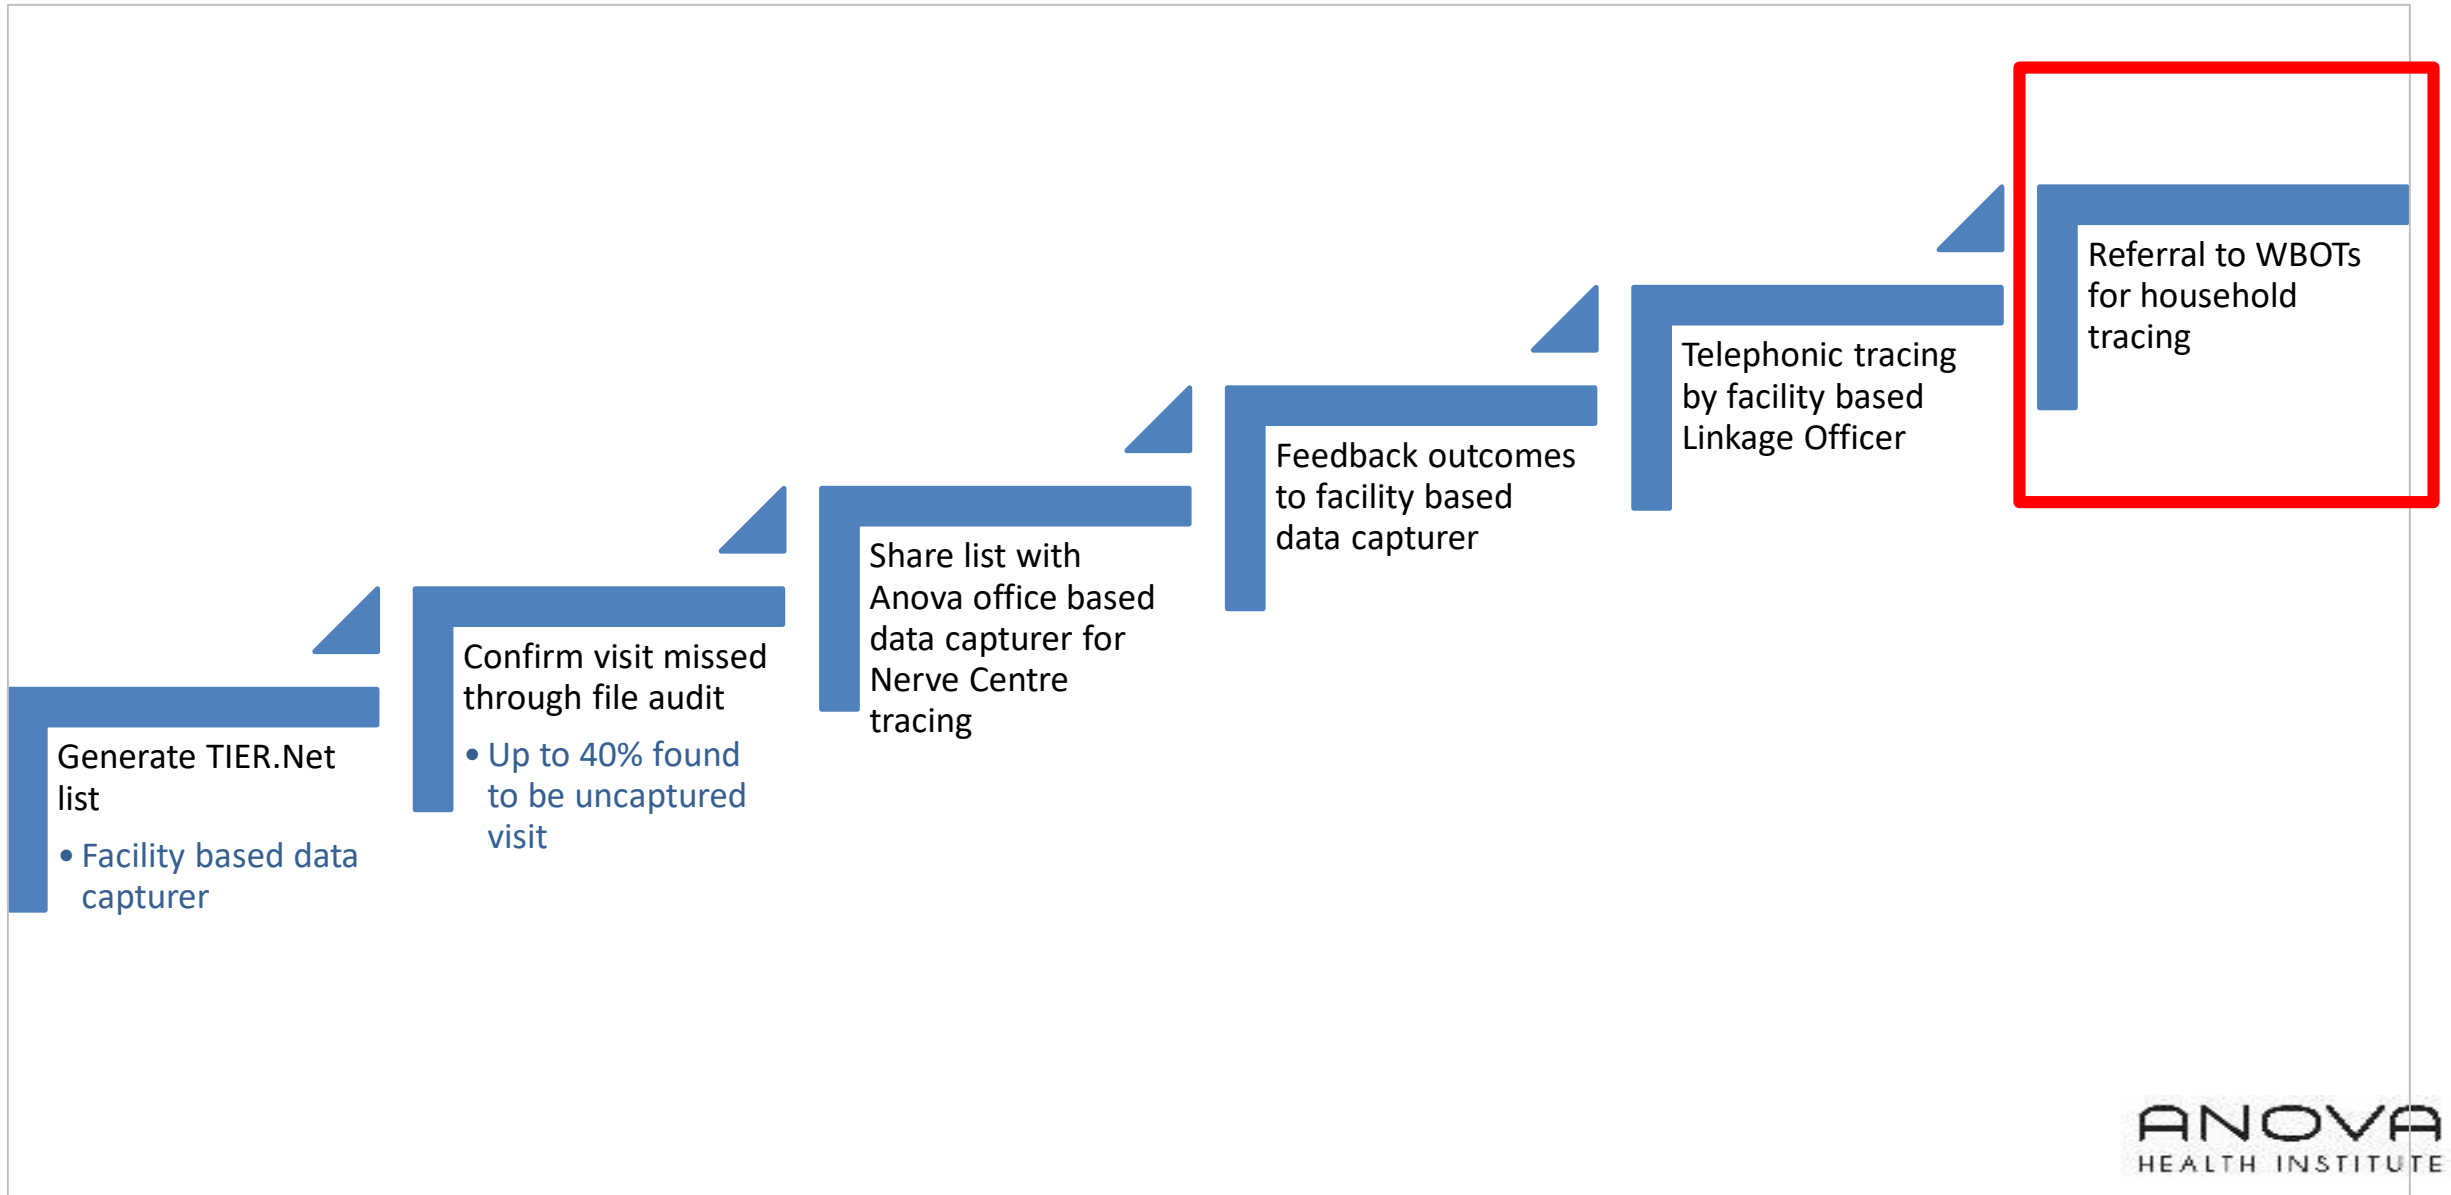 Generate TIER.Net
list
• Facility based data
capturer
Confirm visit missed
through file audit
• Up to 40% found
to be uncaptured
visit
Share list with
Anova office based
data capturer for
Nerve Centre
tracing
Feedback outcomes
to facility based
data capturer
Telephonic tracing
by facility based
Linkage Officer
Referral to WBOTs
for household
tracing
ANOVA
HEALTH INSTITUTE